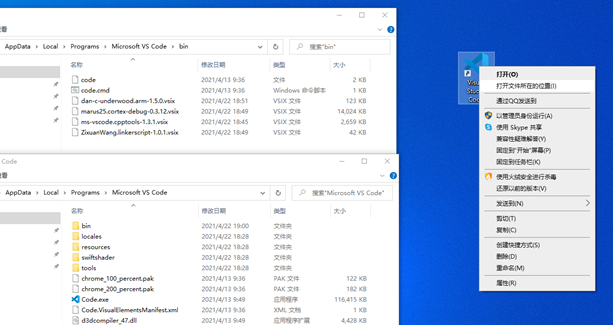 看
AppData > Local > Programs > Microsoft VS Code > bin
搜索"bin"
名称 修改日期 类型 大小
code 2021/4/13 9:36 文件 2 KB
code.cmd 2021/4/13 9:36 Windows 命令脚本 1 KB
dan-c-underwood.arm-1.5.0.vsix 2021/4/22 18:51 VSIX 文件 123 KB
marus25.cortex-debug-0.3.12.vsix 2021/4/22 18:49 VSIX 文件 14,024 KB
ms-vscode.cpptools-1.3.1.vsix 2021/4/22 18:45 VSIX 文件 2,659 KB
ZixuanWang.linkerscript-1.0.1.vsix 2021/4/22 18:49 VSIX 文件 42 KB
Code
看
AppData > Local > Programs > Microsoft VS Code
搜索"Microsoft VS Code"
名称 修改日期 类型 大小
bin 2021/4/22 19:00 文件夹
locales 2021/4/22 18:28 文件夹
resources 2021/4/22 18:28 文件夹
swiftshader 2021/4/22 18:28 文件夹
tools 2021/4/22 18:28 文件夹
chrome_100_percent.pak 2021/4/13 9:36 PAK 文件 122 KB
chrome_200_percent.pak 2021/4/13 9:36 PAK 文件 182 KB
Code.exe 2021/4/13 9:49 应用程序 116,415 KB
Code.VisualElementsManifest.xml 2021/4/13 9:36 XML 文档 1 KB
d3dcompiler_47.dll 2021/4/13 9:49 应用程序扩展 4,428 KB
Visu
Stud
Cod
打开(O)
打开文件所在的位置(I)
通过QQ发送到
以管理员身份运行(A)
使用 Skype 共享
兼容性疑难解答(Y)
固定到"开始"屏幕(P)
固定到任务栏(K)
使用火绒安全进行杀毒
还原以前的版本(V)
发送到(N)
剪切(T)
复制(C)
创建快捷方式(S)
删除(D)
重命名(M)
属性(R)